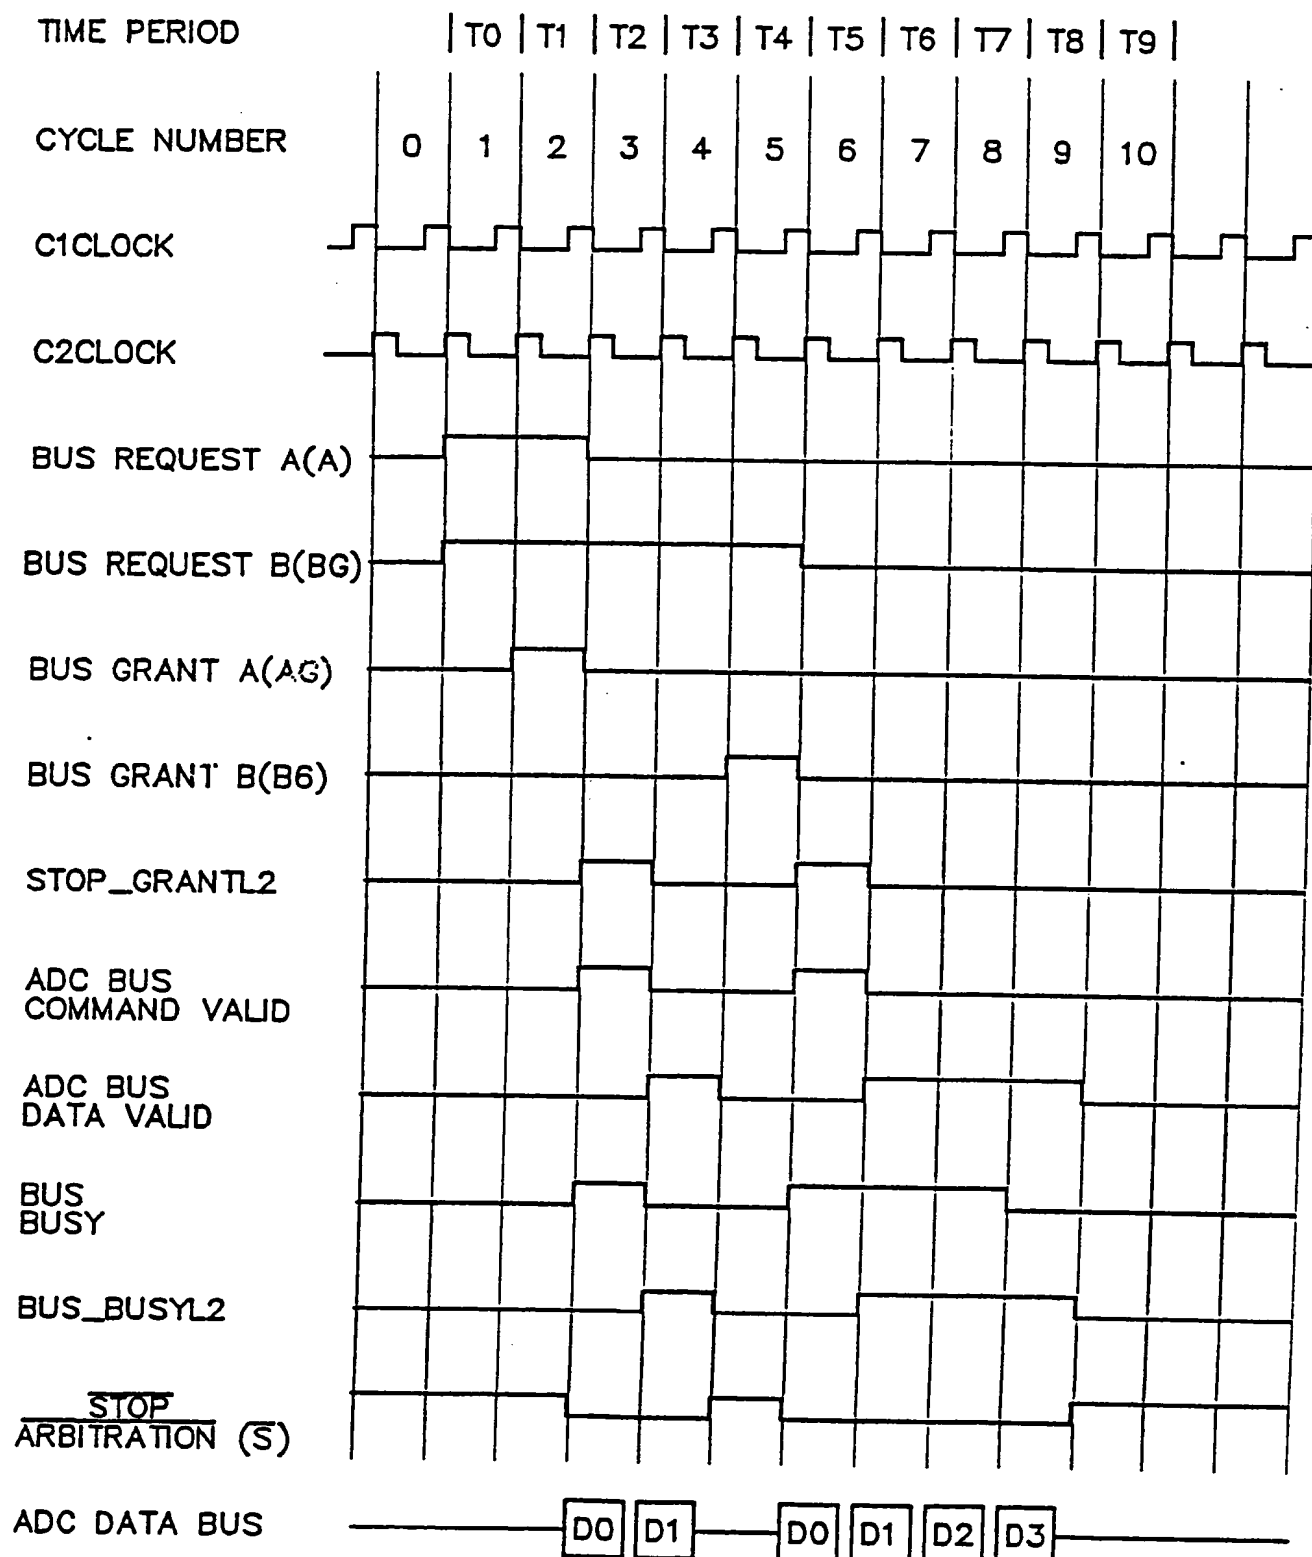 TIME PERIOD | T0 | T1 | T2 | T3 | T4 | T5 | T6 | T7 | T8 | T9 |
CYCLE NUMBER 0 1 2 3 4 5 6 7 8 9 10
C1CLOCK
C2CLOCK
BUS REQUEST A(A)
BUS REQUEST B(BG)
BUS GRANT A(AG)
BUS GRANT B(B6)
STOP_GRANTL2
ADC BUS
COMMAND VALID
ADC BUS
DATA VALID
BUS
BUSY
BUS_BUSYL2
STOP
ARBITRATION (S̅)
ADC DATA BUS D0 D1 D0 D1 D2 D3